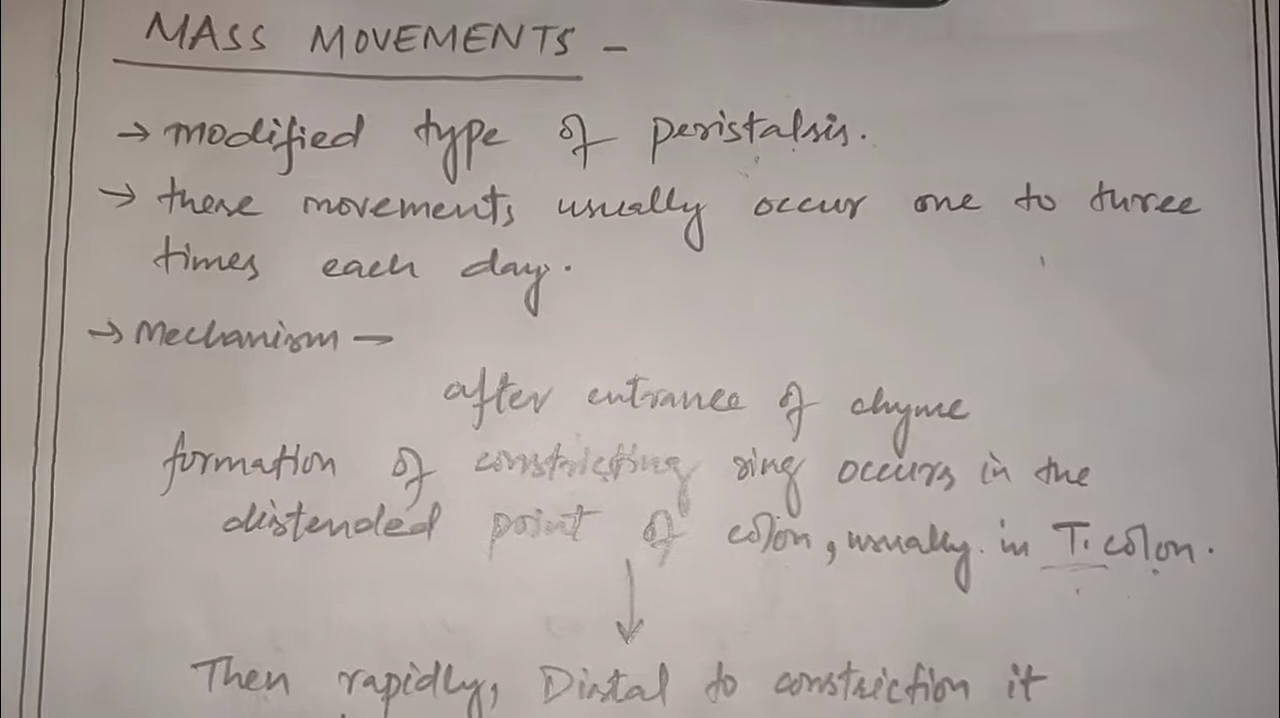 MASS MOVEMENTS -
→ modified type of peristalsis.
→ these movements usually occur one to three
times each day.
→ Mechanism -
after entrance of chyme
formation of constricting ring occurs in the
distended point of colon, usually in T. colon.
↓
Then rapidly, Distal to constriction it